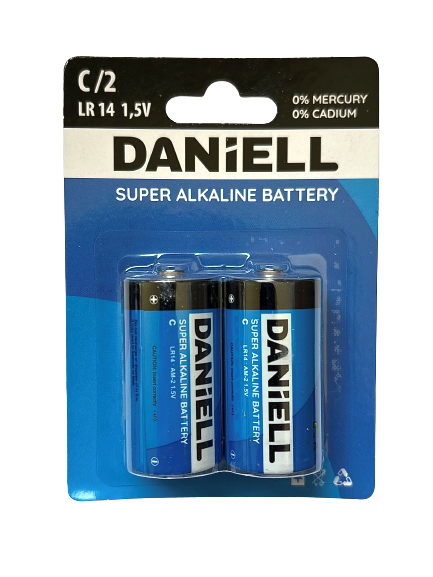 C/2
LR 14 1,5V
0% MERCURY
0% CADIUM
DANiELL
SUPER ALKALINE BATTERY
DANiELL
SUPER ALKALINE BATTERY
C
LR14 · AM-2 1.5V
DANiELL
SUPER ALKALINE BATTERY
C
LR14 · AM-2 1.5V